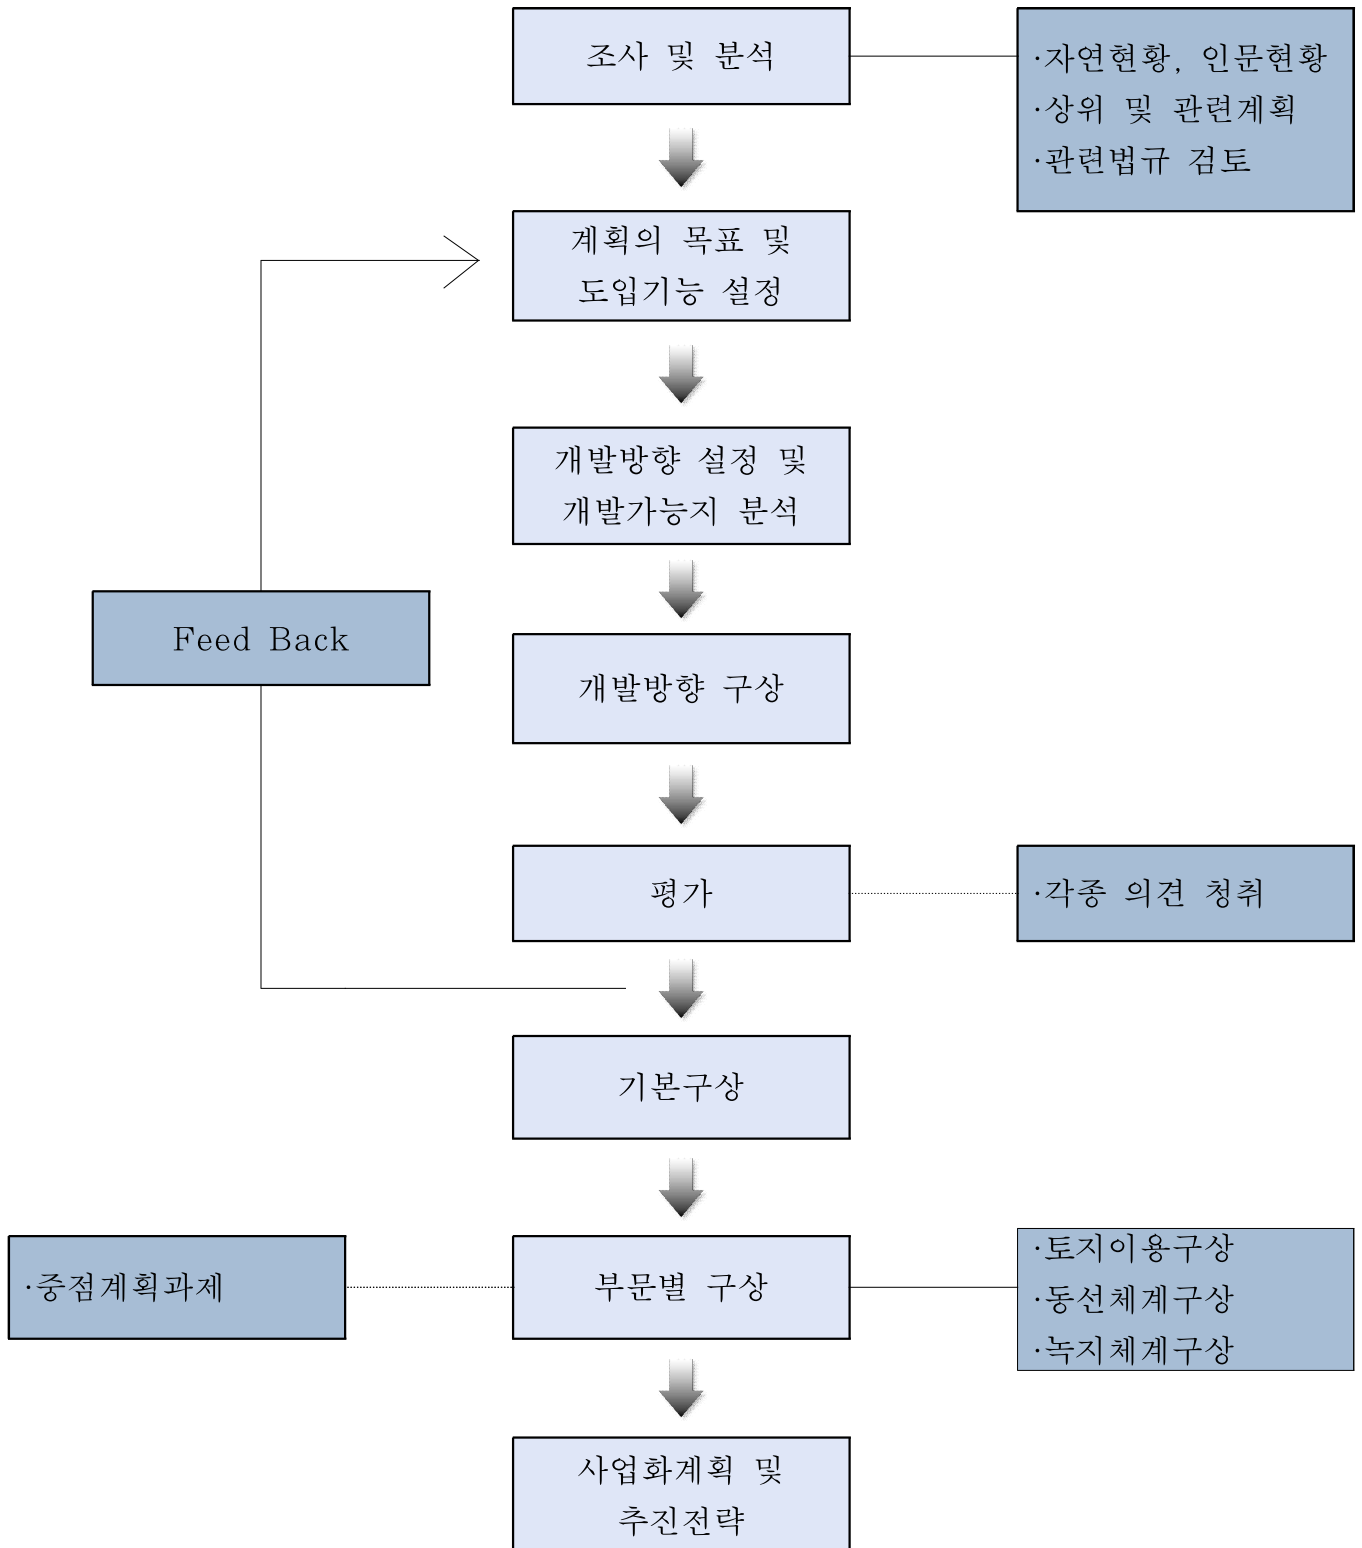 조사 및 분석
·자연현황, 인문현황
·상위 및 관련계획
·관련법규 검토
계획의 목표 및
도입기능 설정
개발방향 설정 및
개발가능지 분석
Feed Back
개발방향 구상
평가
·각종 의견 청취
기본구상
·중점계획과제
부문별 구상
·토지이용구상
·동선체계구상
·녹지체계구상
사업화계획 및
추진전략